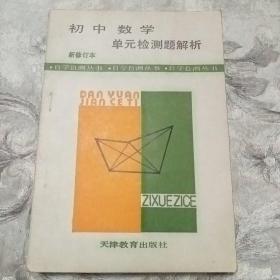 初中数学
单元检测题解析
新修订本
·自学自测丛书·自学自测丛书·自学自测丛书
DAN YUAN
JIAN CE TI
ZIXUEZICE
天津教育出版社